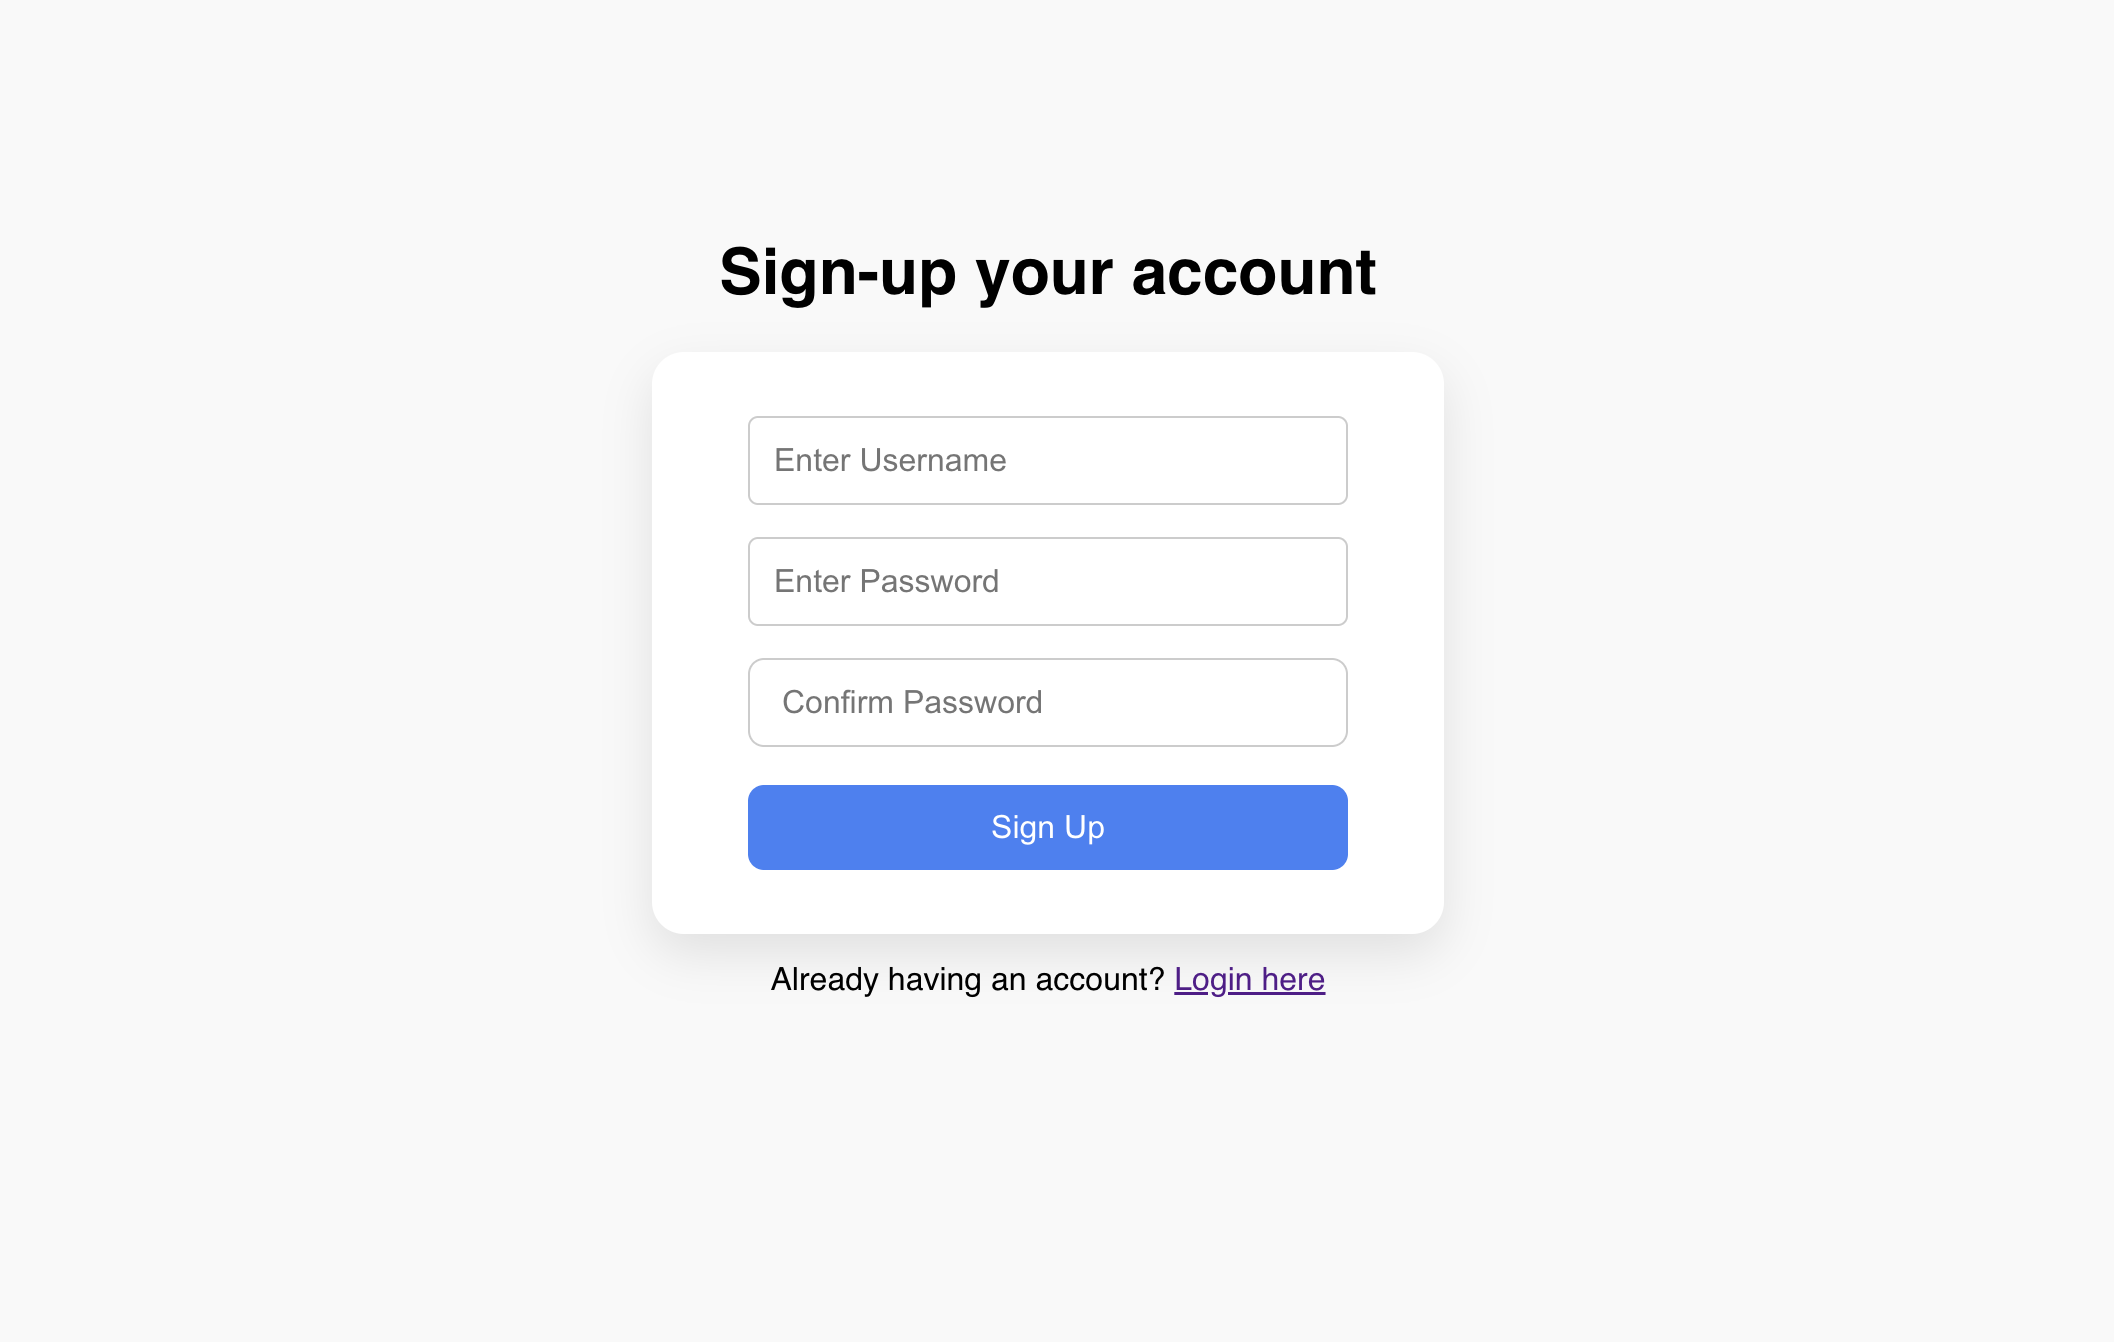 Sign-up your account
Enter Username
Enter Password
Confirm Password
Sign Up
Already having an account? Login here